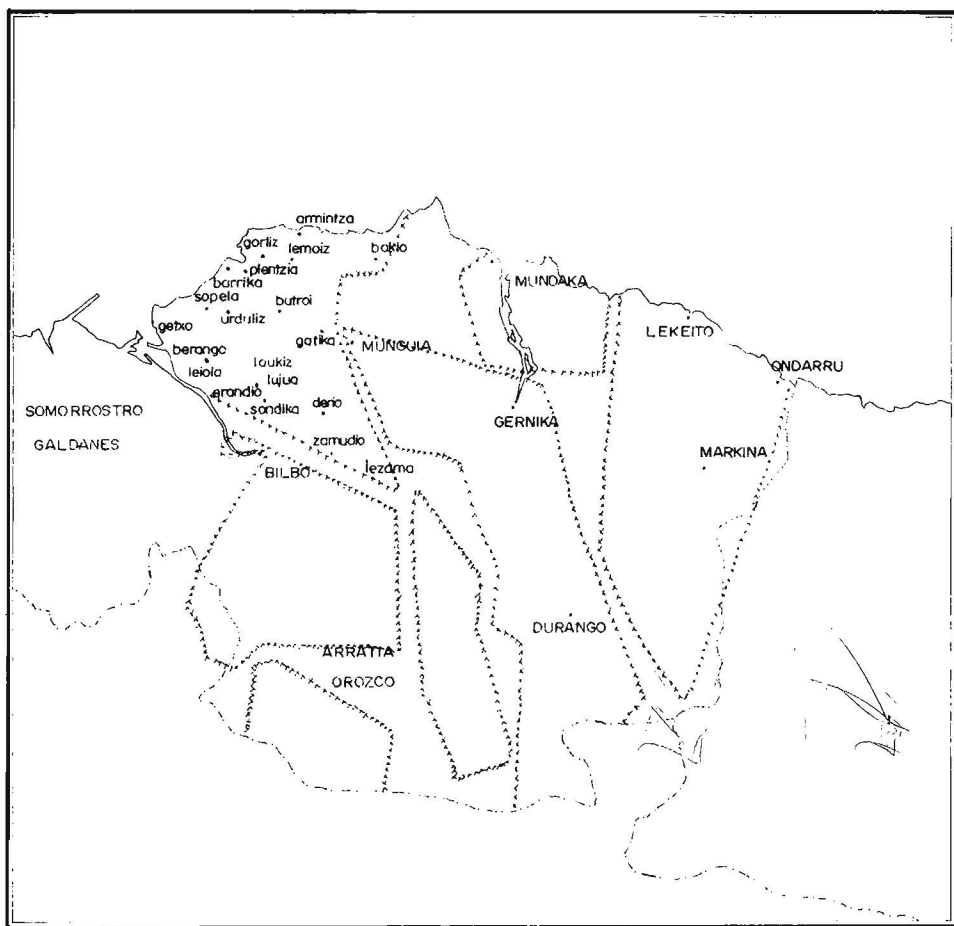 armintza
gorliz
lemoiz
bakio
plentzia
barrika
MUNDAKA
sopela
butroi
urduliz
getxo
LEKEITO
gatika
MUNGUIA
berango
laukiz
leiola
ONDARRU
lujua
erandio
SOMORROSTRO
sondika
derio
GERNIKA
GALDANES
zamudio
MARKINA
BILBO
lezama
DURANGO
ARRATIA
OROZCO